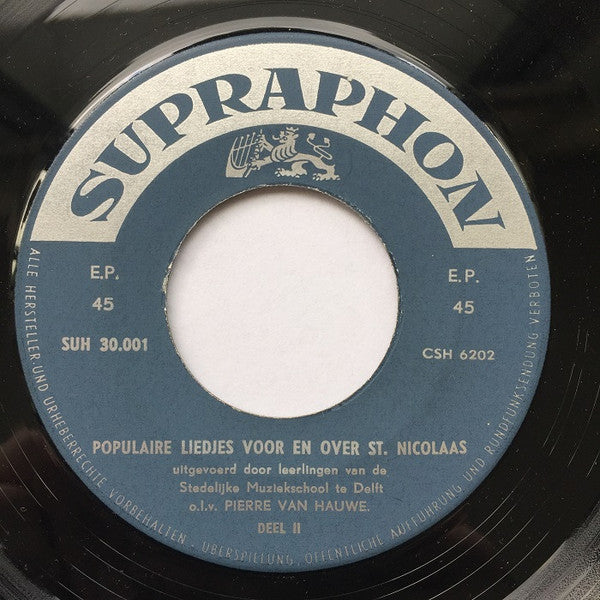 SUPRAPHON
E.P.
45
SUH 30.001
E.P.
45
CSH 6202
POPULAIRE LIEDJES VOOR EN OVER ST. NICOLAAS
uitgevoerd door leerlingen van de
Stedelijke Muziekschool te Delft
o.l.v. PIERRE VAN HAUWE.
DEEL II
ALLE HERSTELLER-UND URHEBERRECHTE VORBEHALTEN - ÜBERSPIELUNG, ÖFFENTLICHE AUFFÜHRUNG UND RUNDFUNKSENDUNG VERBOTEN